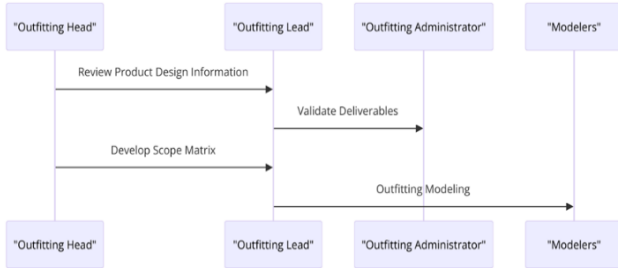 "Outfitting Head" "Outfitting Lead" "Outfitting Administrator" "Modelers"
Review Product Design Information
Validate Deliverables
Develop Scope Matrix
Outfitting Modeling
"Outfitting Head" "Outfitting Lead" "Outfitting Administrator" "Modelers"